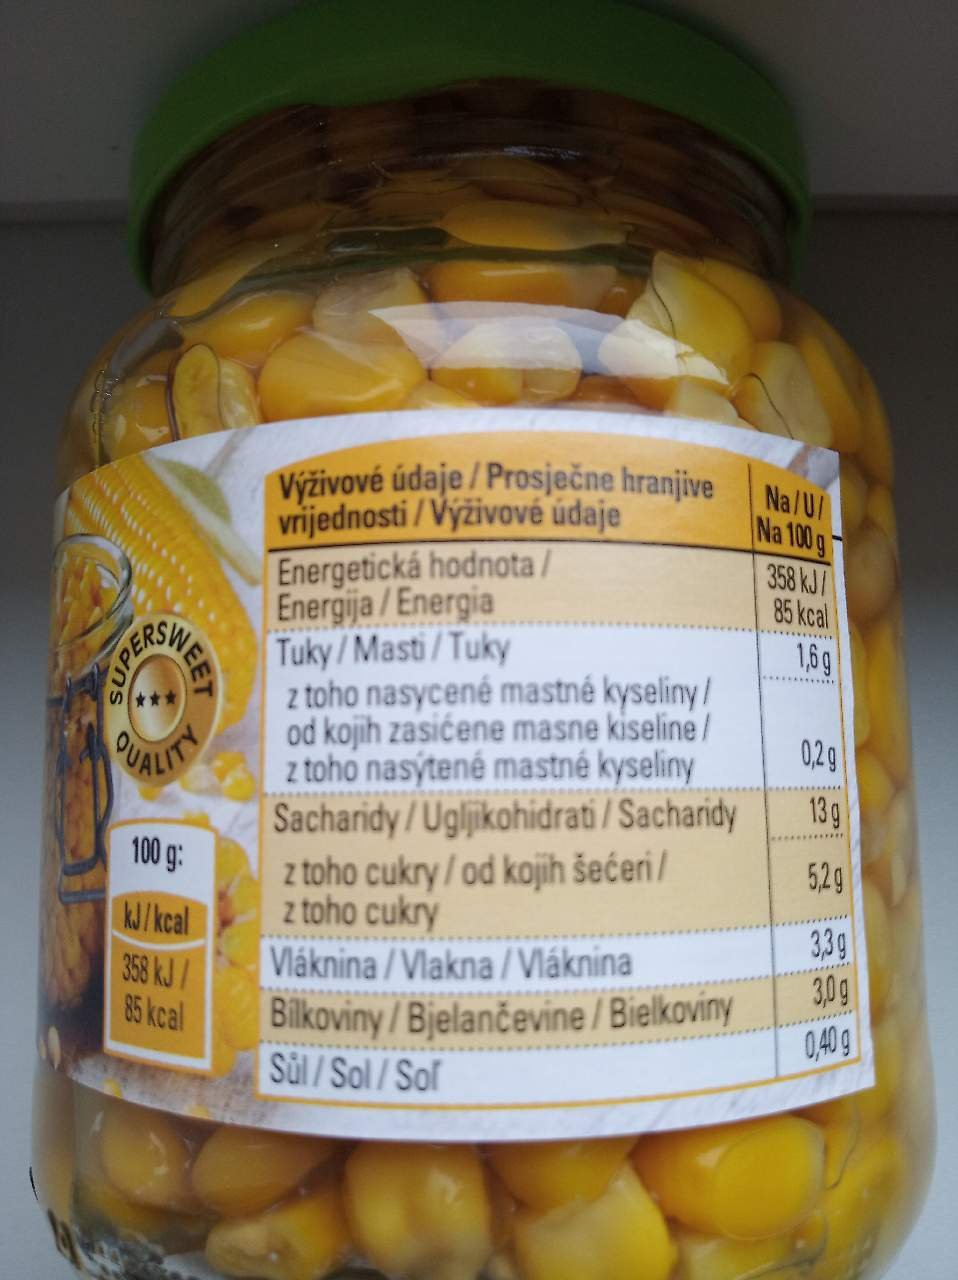 Výživové údaje / Prosječne hranjive
vrijednosti / Výživové údaje
Na / U /
Na 100 g
Energetická hodnota /
Energija / Energia
358 kJ /
85 kcal
Tuky / Masti / Tuky
1,6 g
z toho nasycené mastné kyseliny /
od kojih zasićene masne kiseline /
z toho nasýtené mastné kyseliny
0,2 g
Sacharidy / Ugljikohidrati / Sacharidy
13 g
z toho cukry / od kojih šećeri /
z toho cukry
5,2 g
Vláknina / Vlakna / Vláknina
3,3 g
Bílkoviny / Bjelančevine / Bielkoviny
3,0 g
Sůl / Sol / Soľ
0,40 g
SUPERSWEET
QUALITY
100 g:
kJ / kcal
358 kJ /
85 kcal